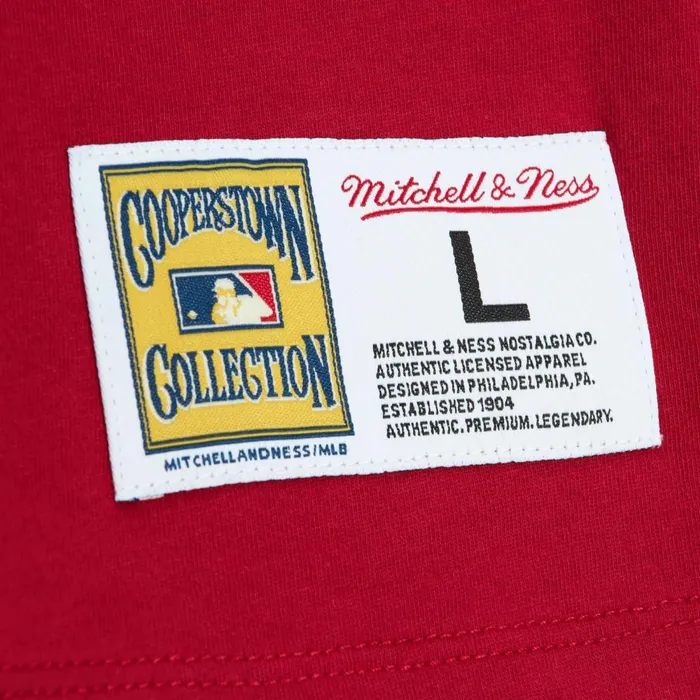 COOPERSTOWN
COLLECTION
MITCHELLANDNESS/MLB
Mitchell & Ness
L
MITCHELL & NESS NOSTALGIA CO.
AUTHENTIC LICENSED APPAREL
DESIGNED IN PHILADELPHIA, PA.
ESTABLISHED 1904
AUTHENTIC. PREMIUM. LEGENDARY.